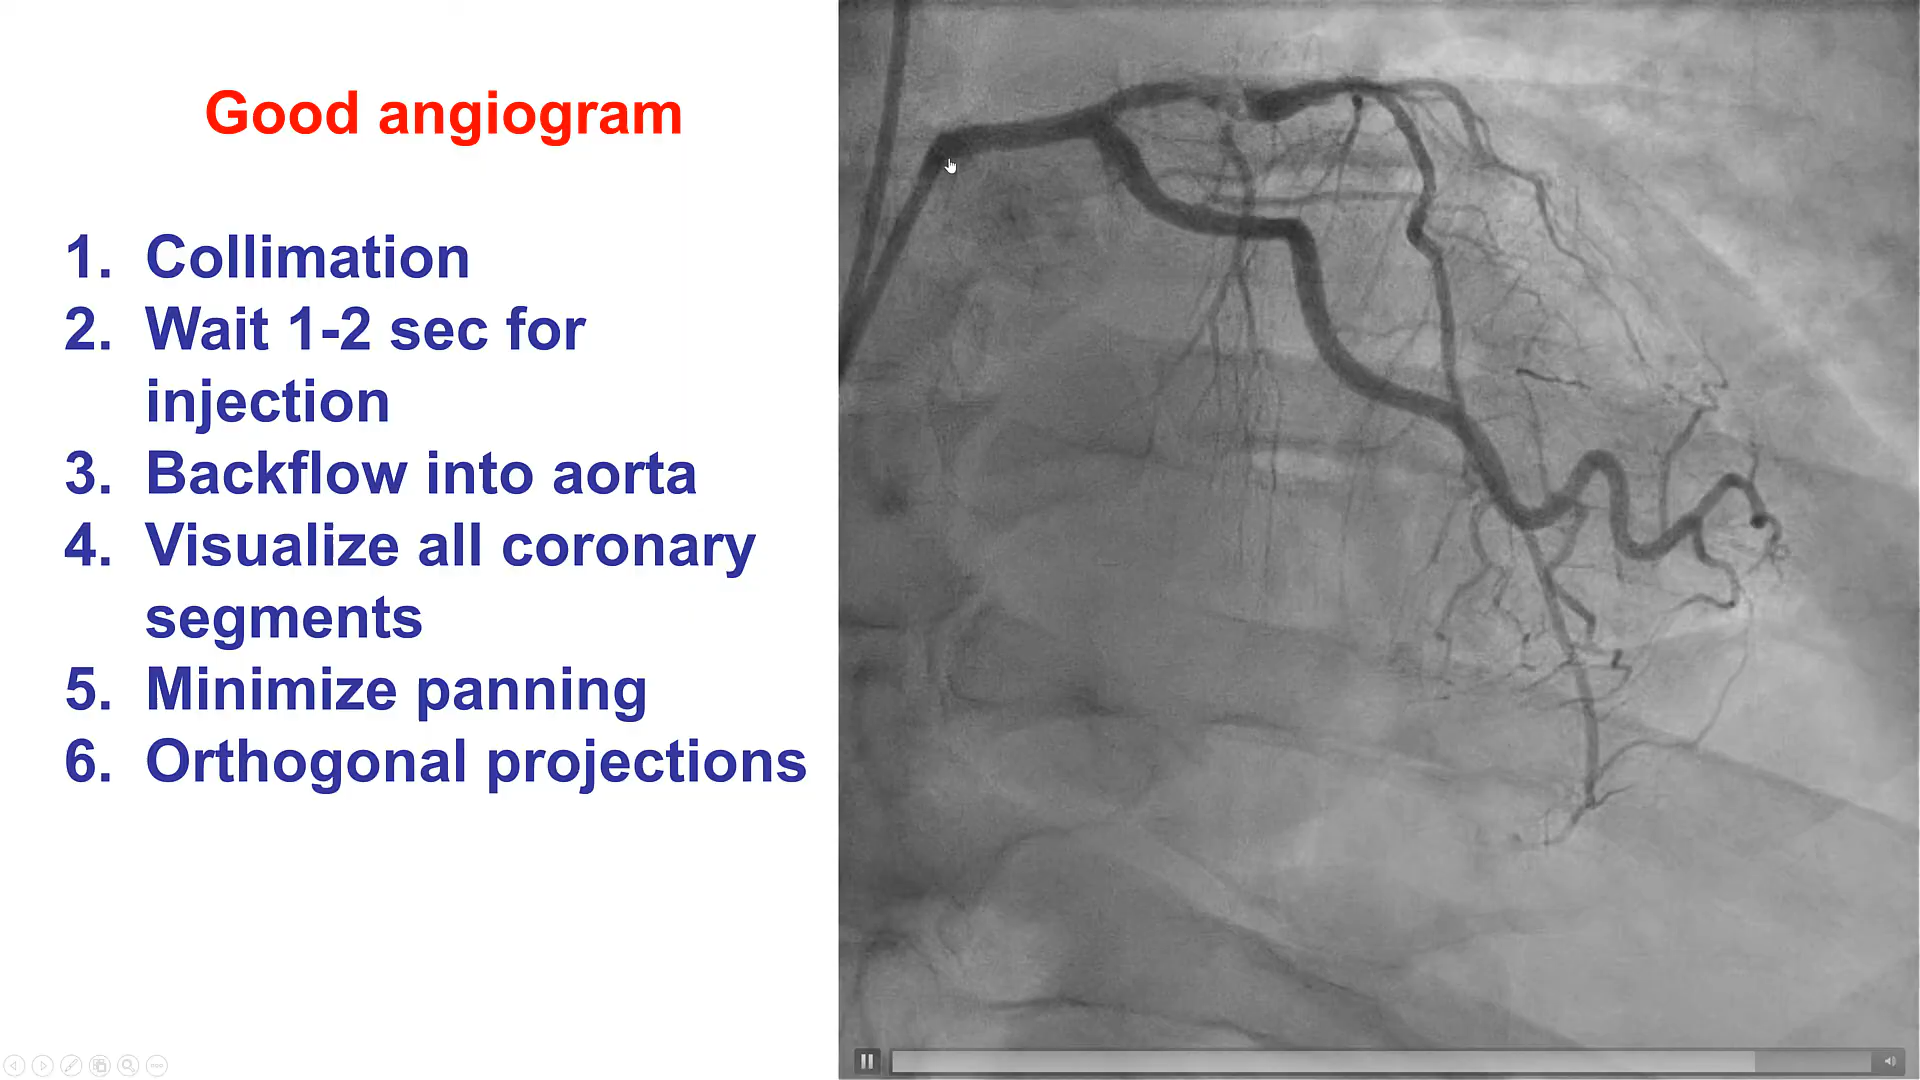 Good angiogram
1. Collimation
2. Wait 1-2 sec for
injection
3. Backflow into aorta
4. Visualize all coronary
segments
5. Minimize panning
6. Orthogonal projections